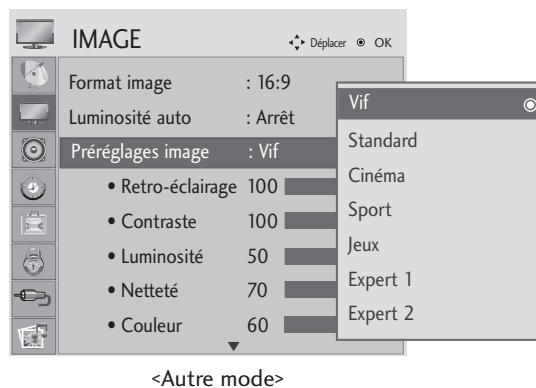 IMAGE
Déplacer OK
Format image : 16:9
Luminosité auto : Arrêt
Préréglages image : Vif
• Retro-éclairage 100
• Contraste 100
• Luminosité 50
• Netteté 70
• Couleur 60
Vif
Standard
Cinéma
Sport
Jeux
Expert 1
Expert 2
<Autre mode>